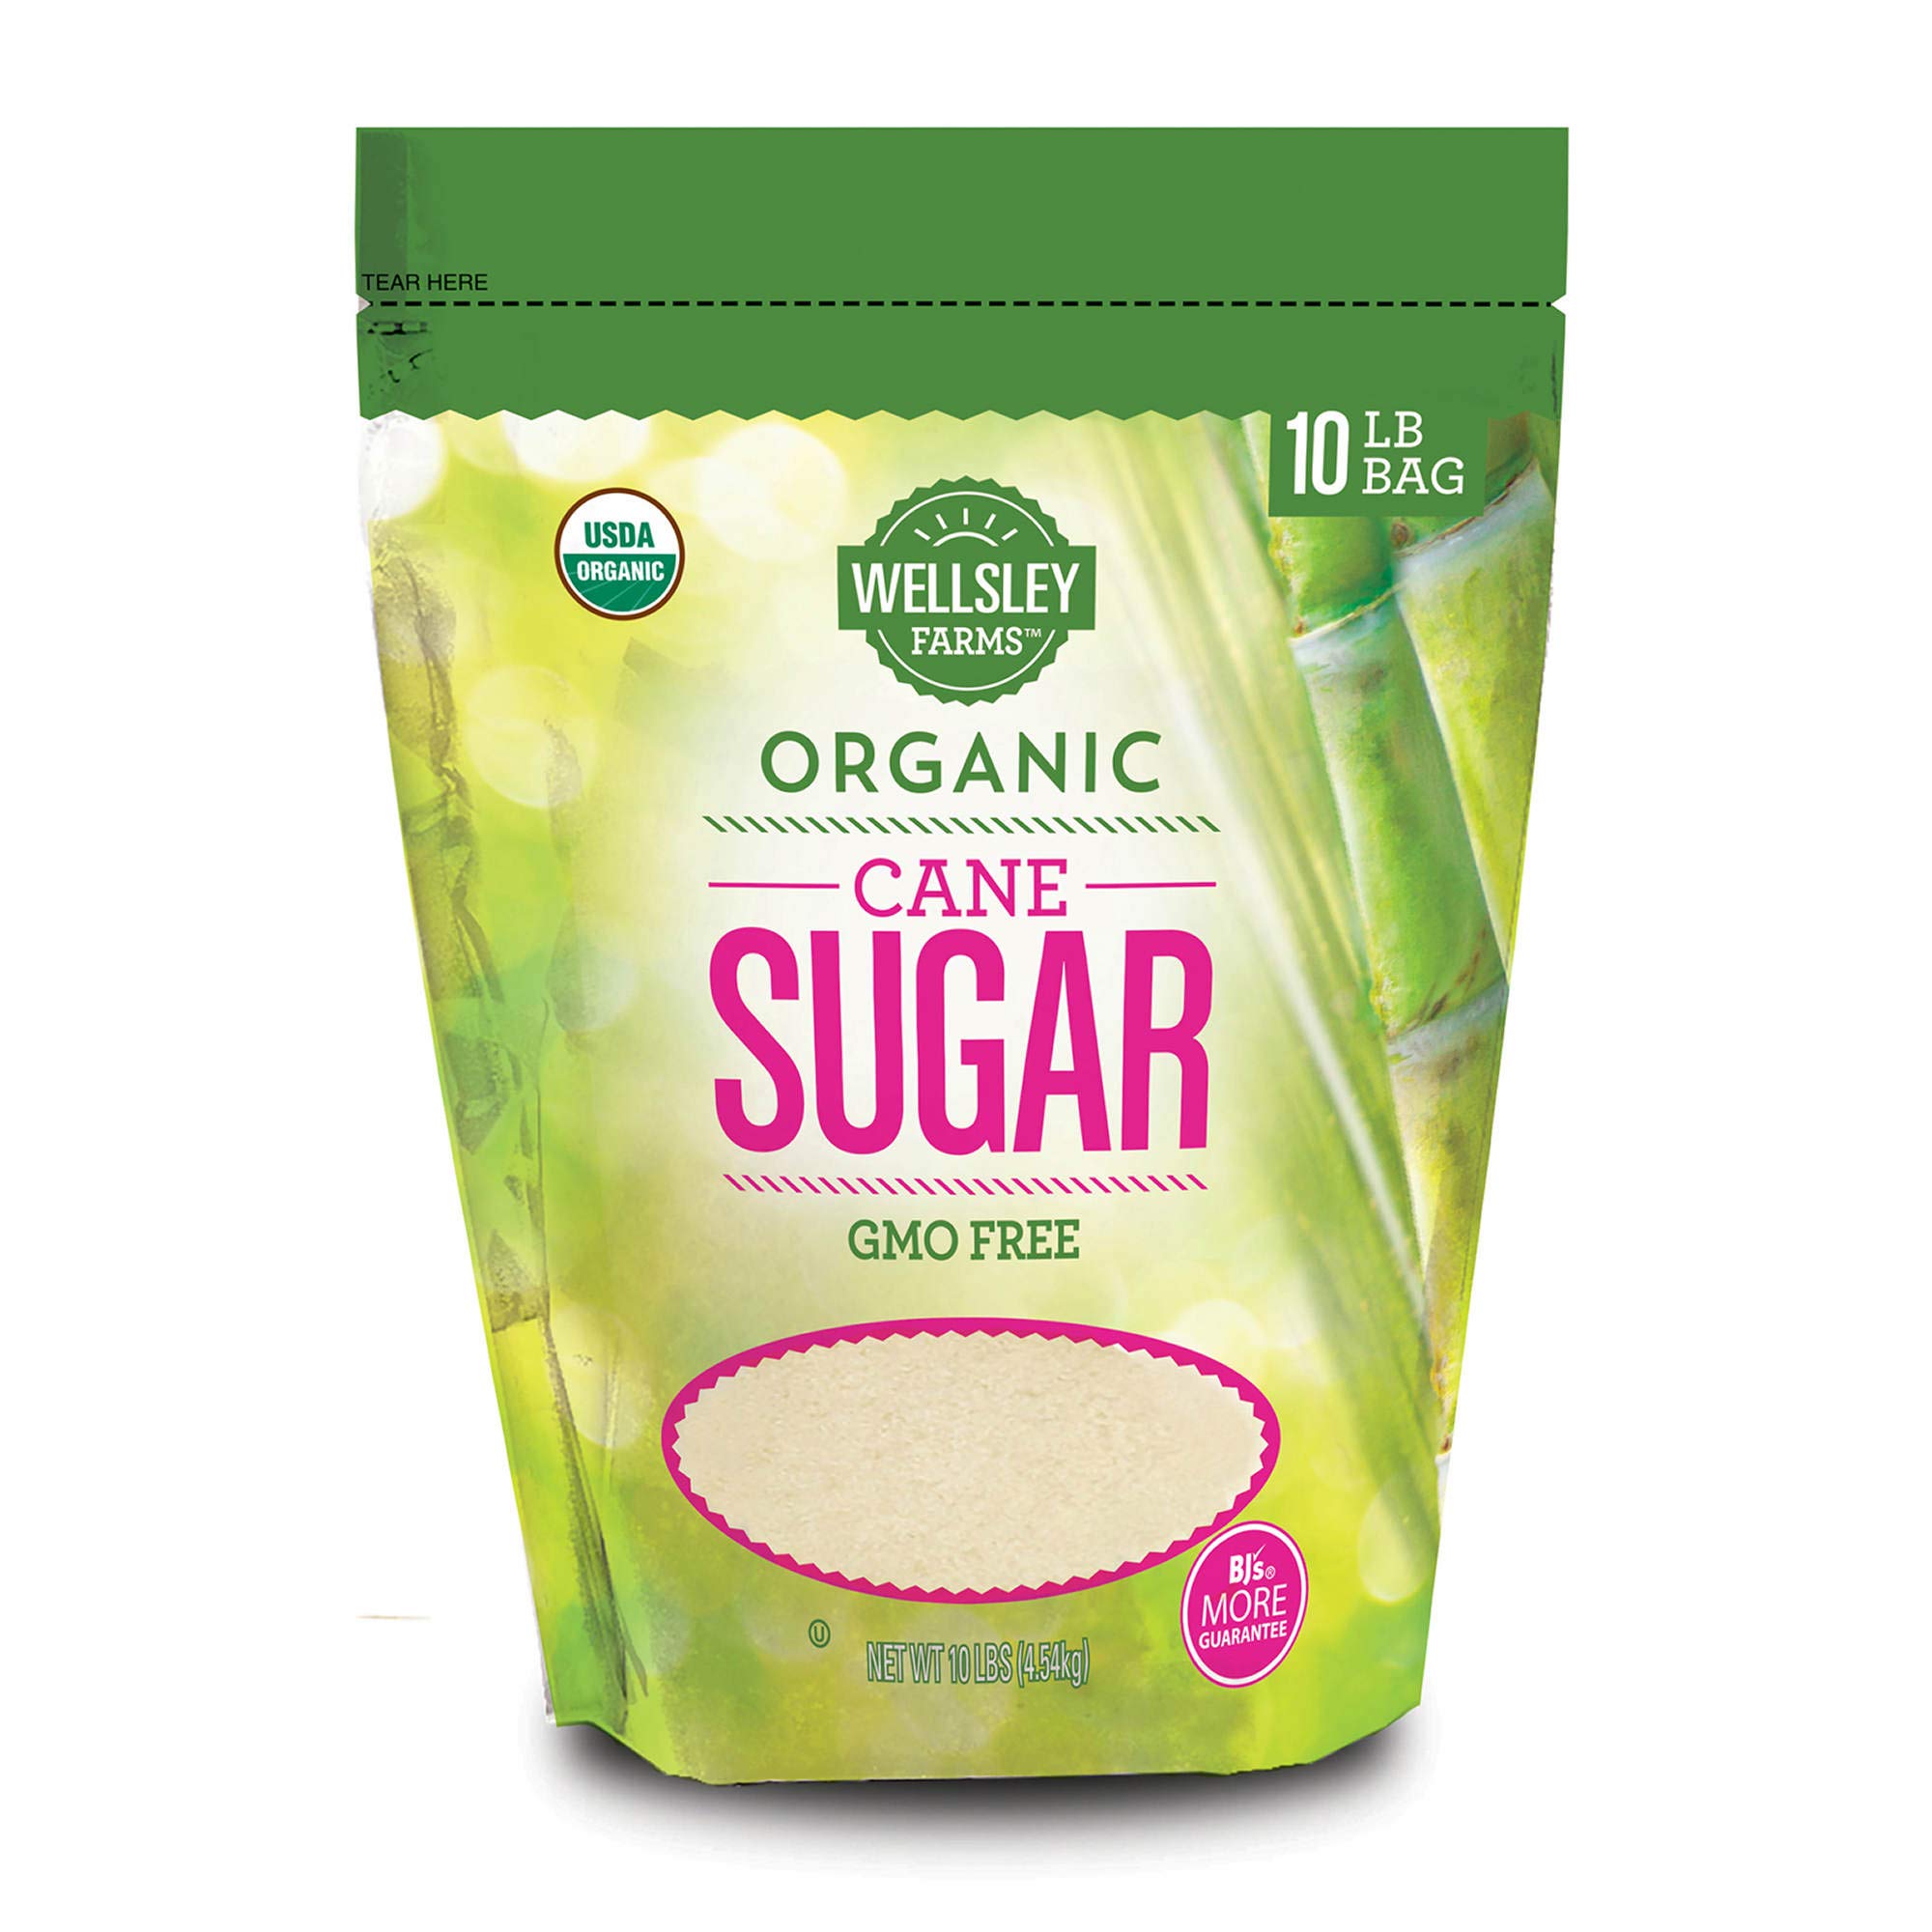 TEAR HERE
10 LB
BAG
USDA
ORGANIC
WELLSLEY
FARMS™
ORGANIC
CANE
SUGAR
GMO FREE
BJ's®
MORE
GUARANTEE
U
NET WT 10 LBS (4.54kg)